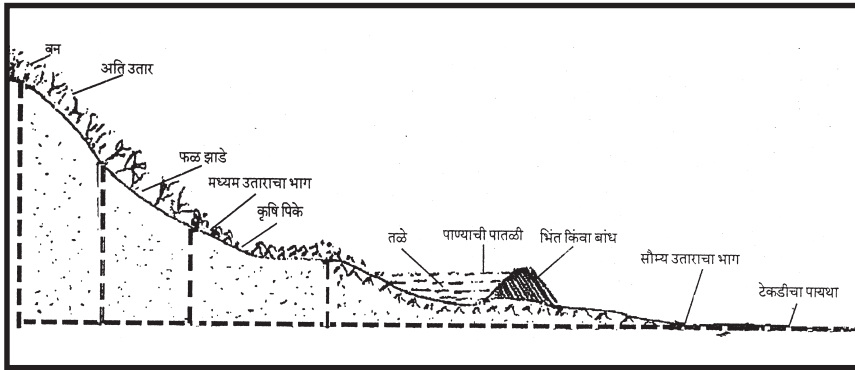 वन
अति उतार
फळ झाडे
मध्यम उताराचा भाग
कृषि पिके
तळे
पाण्याची पातळी
भिंत किंवा बांध
सौम्य उताराचा भाग
टेकडीचा पायथा